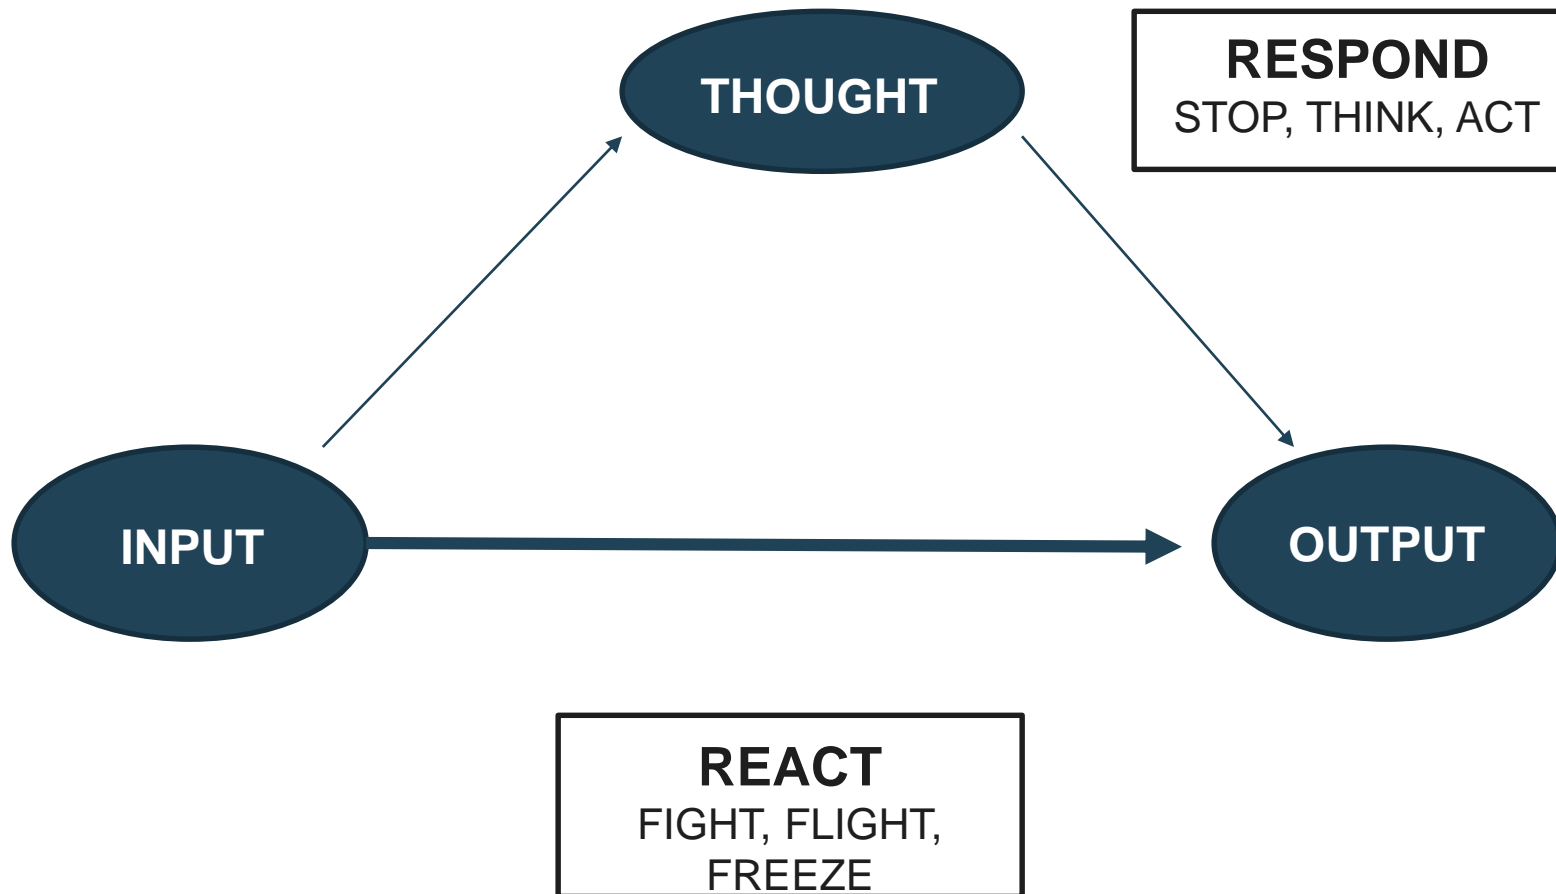 THOUGHT
RESPOND
STOP, THINK, ACT
INPUT
OUTPUT
REACT
FIGHT, FLIGHT,
FREEZE